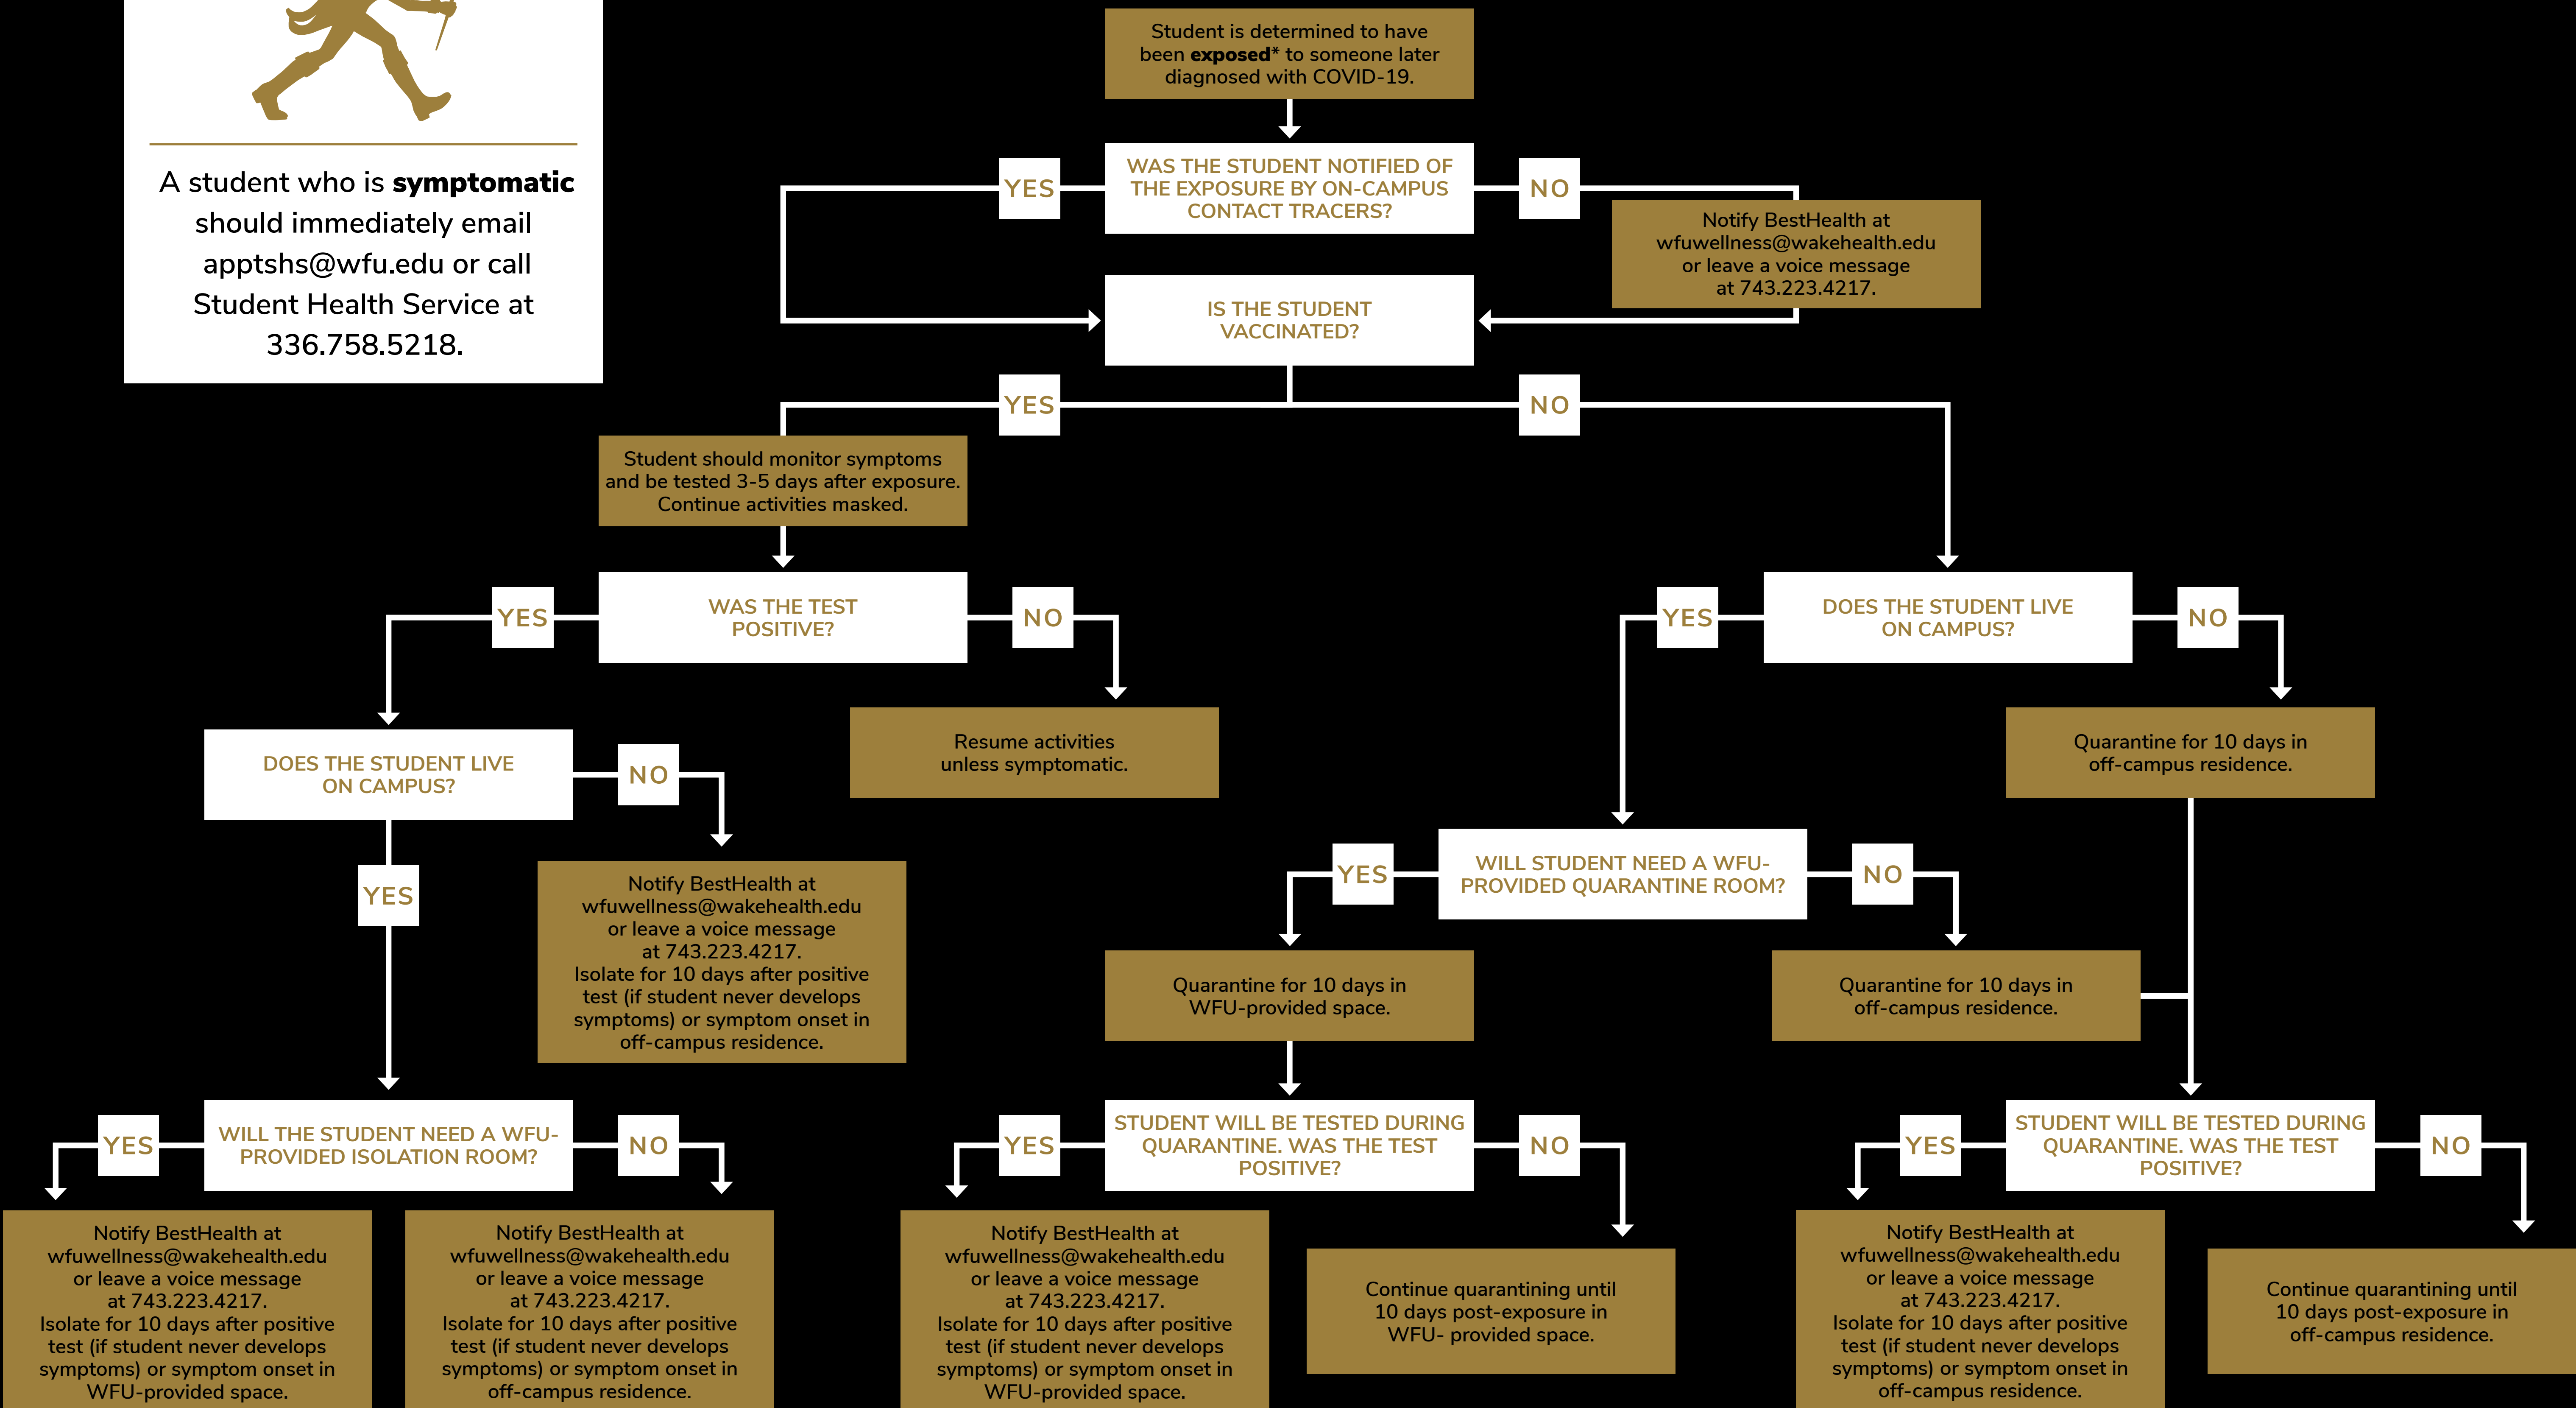 A student who is symptomatic
should immediately email
apptshs@wfu.edu or call
Student Health Service at
336.758.5218.
Student is determined to have
been exposed* to someone later
diagnosed with COVID-19.
WAS THE STUDENT NOTIFIED OF
THE EXPOSURE BY ON-CAMPUS
CONTACT TRACERS?
YES
NO
Notify BestHealth at
wfuwellness@wakehealth.edu
or leave a voice message
at 743.223.4217.
IS THE STUDENT
VACCINATED?
YES
NO
Student should monitor symptoms
and be tested 3-5 days after exposure.
Continue activities masked.
YES
WAS THE TEST
POSITIVE?
NO
YES
DOES THE STUDENT LIVE
ON CAMPUS?
NO
Resume activities
unless symptomatic.
Quarantine for 10 days in
off-campus residence.
DOES THE STUDENT LIVE
ON CAMPUS?
NO
YES
Notify BestHealth at
wfuwellness@wakehealth.edu
or leave a voice message
at 743.223.4217.
Isolate for 10 days after positive
test (if student never develops
symptoms) or symptom onset in
off-campus residence.
YES
WILL STUDENT NEED A WFU-
PROVIDED QUARANTINE ROOM?
NO
Quarantine for 10 days in
WFU-provided space.
Quarantine for 10 days in
off-campus residence.
YES
WILL THE STUDENT NEED A WFU-
PROVIDED ISOLATION ROOM?
NO
YES
STUDENT WILL BE TESTED DURING
QUARANTINE. WAS THE TEST
POSITIVE?
NO
YES
STUDENT WILL BE TESTED DURING
QUARANTINE. WAS THE TEST
POSITIVE?
NO
Notify BestHealth at
wfuwellness@wakehealth.edu
or leave a voice message
at 743.223.4217.
Isolate for 10 days after positive
test (if student never develops
symptoms) or symptom onset in
WFU-provided space.
Notify BestHealth at
wfuwellness@wakehealth.edu
or leave a voice message
at 743.223.4217.
Isolate for 10 days after positive
test (if student never develops
symptoms) or symptom onset in
off-campus residence.
Notify BestHealth at
wfuwellness@wakehealth.edu
or leave a voice message
at 743.223.4217.
Isolate for 10 days after positive
test (if student never develops
symptoms) or symptom onset in
WFU-provided space.
Continue quarantining until
10 days post-exposure in
WFU- provided space.
Notify BestHealth at
wfuwellness@wakehealth.edu
or leave a voice message
at 743.223.4217.
Isolate for 10 days after positive
test (if student never develops
symptoms) or symptom onset in
off-campus residence.
Continue quarantining until
10 days post-exposure in
off-campus residence.